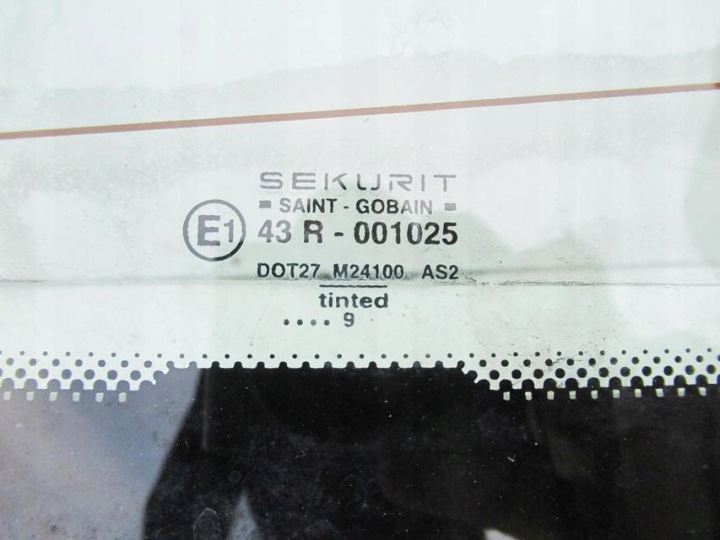 SEKURIT
SAINT - GOBAIN
E1 43 R - 001025
DOT27 M24100 AS2
tinted
.... 9